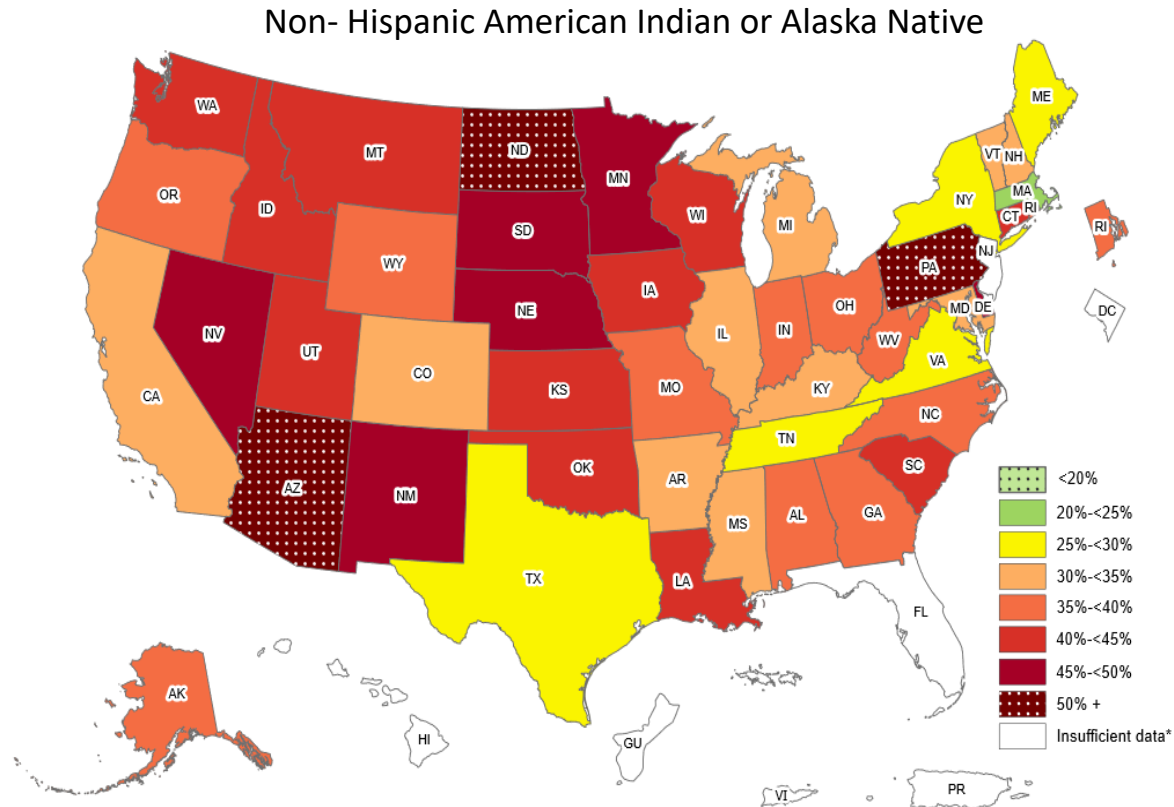 Non- Hispanic American Indian or Alaska Native
WA
MT
ND
MN
ME
VT
NH
OR
ID
SD
WI
MI
NY
MA
RI
CT
RI
WY
NE
IA
PA
NJ
NV
UT
CO
IL
IN
OH
MD
DE
DC
CA
KS
MO
WV
VA
KY
AZ
NM
OK
AR
TN
NC
SC
MS
AL
GA
TX
LA
FL
AK
HI
GU
VI
PR
<20%
20%-<25%
25%-<30%
30%-<35%
35%-<40%
40%-<45%
45%-<50%
50% +
Insufficient data*